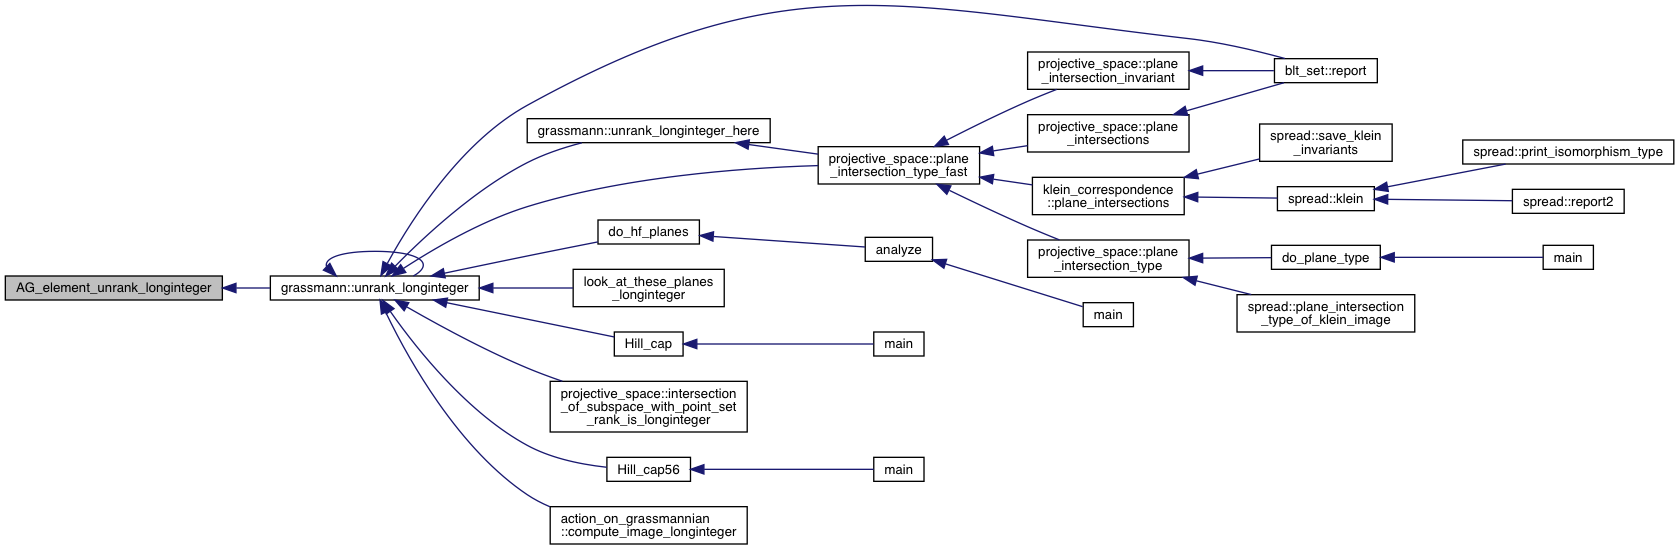 AG_element_unrank_longinteger
grassmann::unrank_longinteger
blt_set::report
grassmann::unrank_longinteger_here
projective_space::plane
_intersection_type_fast
projective_space::plane
_intersection_invariant
projective_space::plane
_intersections
klein_correspondence
::plane_intersections
spread::save_klein
_invariants
spread::klein
spread::print_isomorphism_type
spread::report2
projective_space::plane
_intersection_type
do_plane_type
main
spread::plane_intersection
_type_of_klein_image
do_hf_planes
analyze
main
look_at_these_planes
_longinteger
Hill_cap
main
projective_space::intersection
_of_subspace_with_point_set
_rank_is_longinteger
Hill_cap56
main
action_on_grassmannian
::compute_image_longinteger